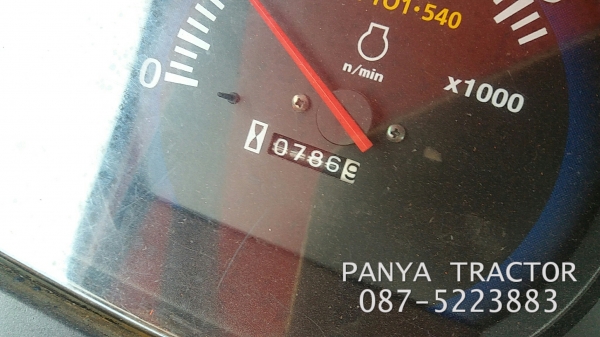 101·540
0
n/min
x1000
07869
PANYA TRACTOR
087-5223883